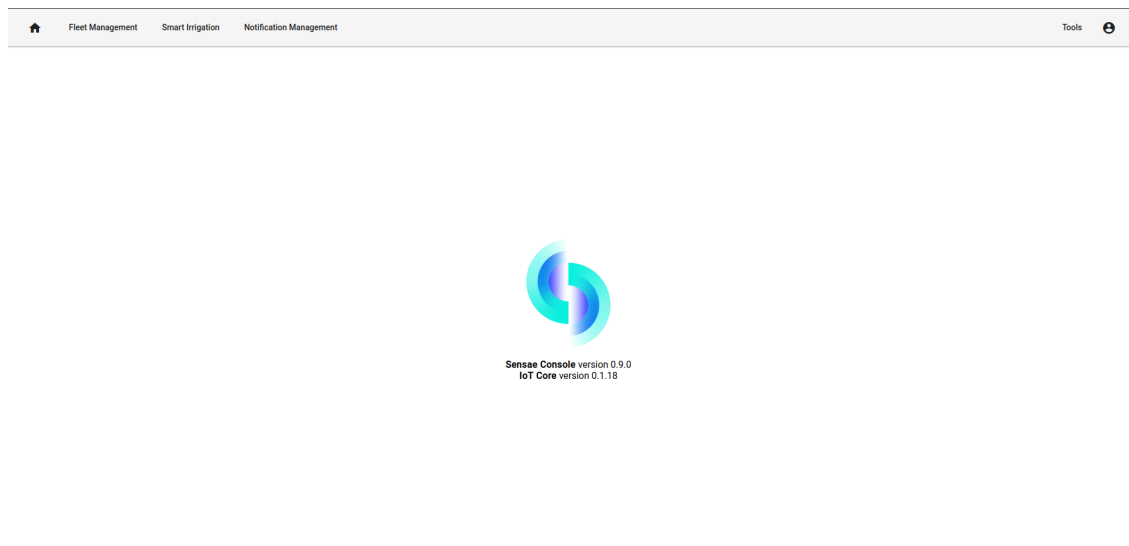 Fleet Management Smart Irrigation Notification Management Tools
Sensae Console version 0.9.0
IoT Core version 0.1.18